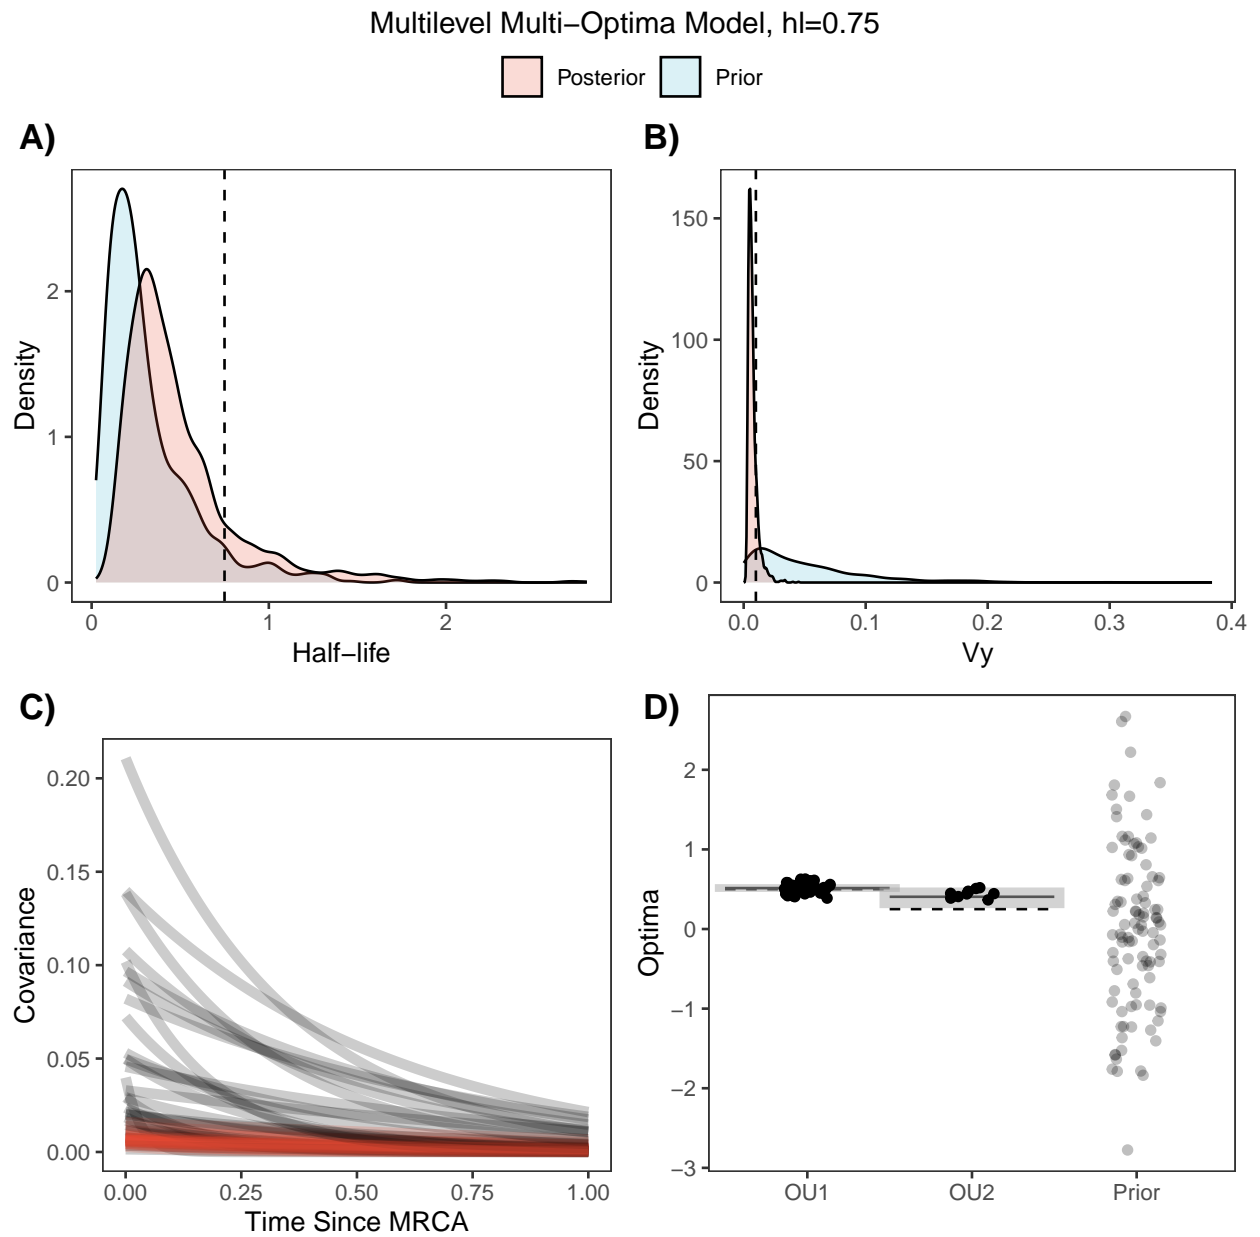 Multilevel Multi−Optima Model, hl=0.75
Posterior Prior
A)
Density
0
1
2
0 1 2
Half−life
B)
Density
150
100
50
0
0.0 0.1 0.2 0.3 0.4
Vy
C)
Covariance
0.20
0.15
0.10
0.05
0.00
0.00 0.25 0.50 0.75 1.00
Time Since MRCA
D)
Optima
2
1
0
−1
−2
−3
OU1 OU2 Prior